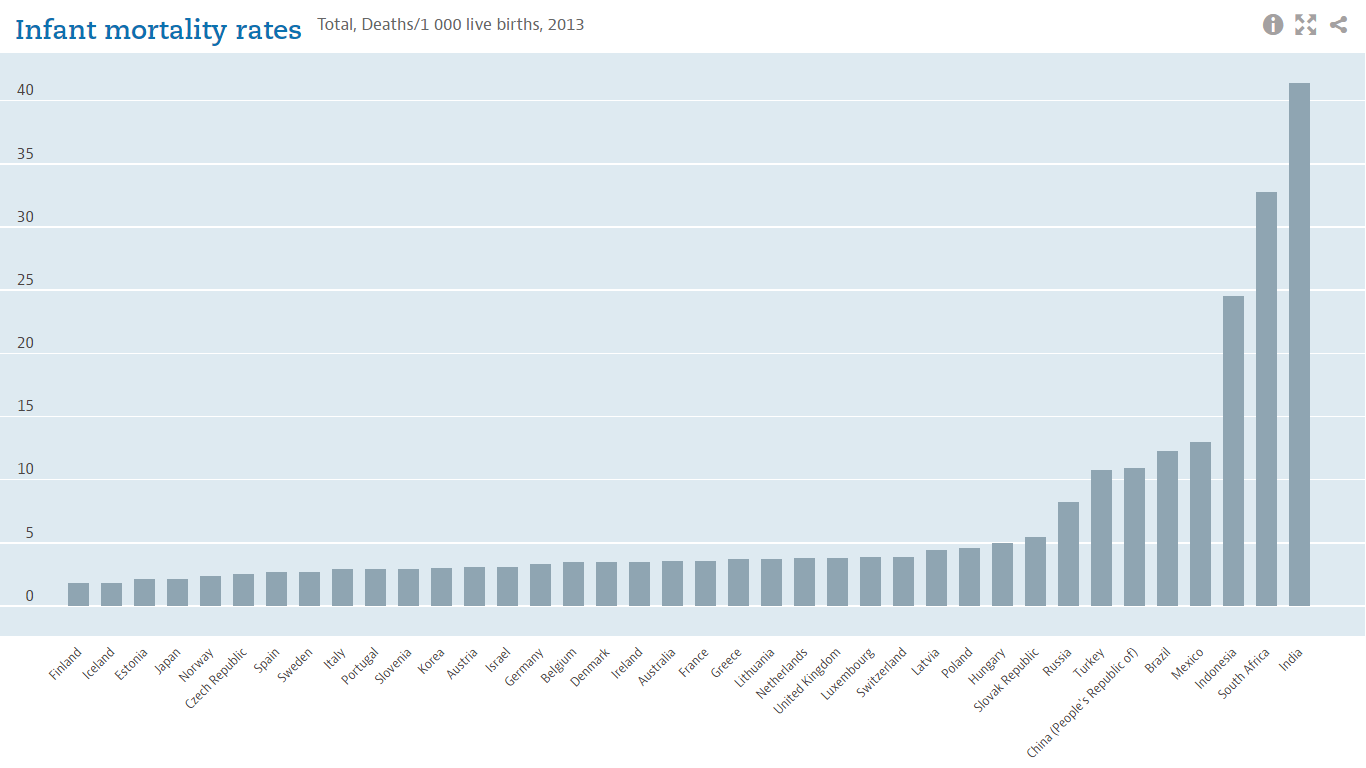 Infant mortality rates Total, Deaths/1 000 live births, 2013
40
35
30
25
20
15
10
5
0
Finland
Iceland
Estonia
Japan
Norway
Czech Republic
Spain
Sweden
Italy
Portugal
Slovenia
Korea
Austria
Israel
Germany
Belgium
Denmark
Ireland
Australia
France
Greece
Lithuania
Netherlands
United Kingdom
Luxembourg
Switzerland
Latvia
Poland
Hungary
Slovak Republic
Russia
Turkey
China (People's Republic of)
Brazil
Mexico
Indonesia
South Africa
India